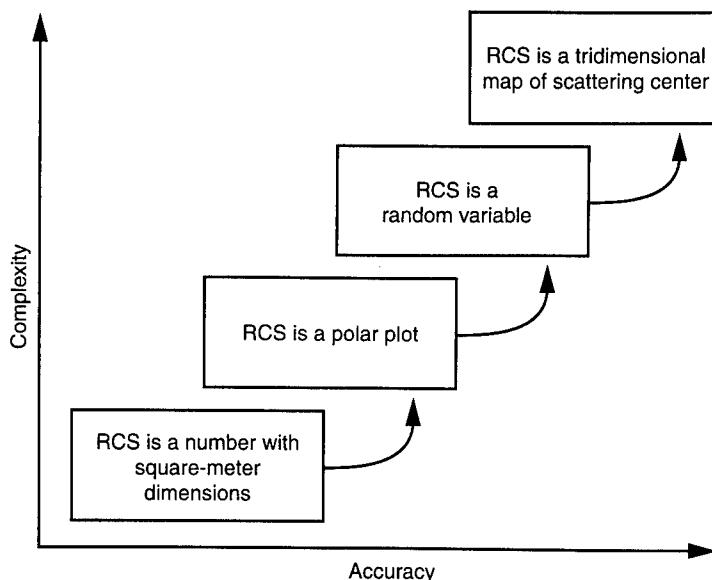 RCS is a tridimensional
map of scattering center
RCS is a
random variable
RCS is a polar plot
RCS is a number with
square-meter
dimensions
Complexity
Accuracy